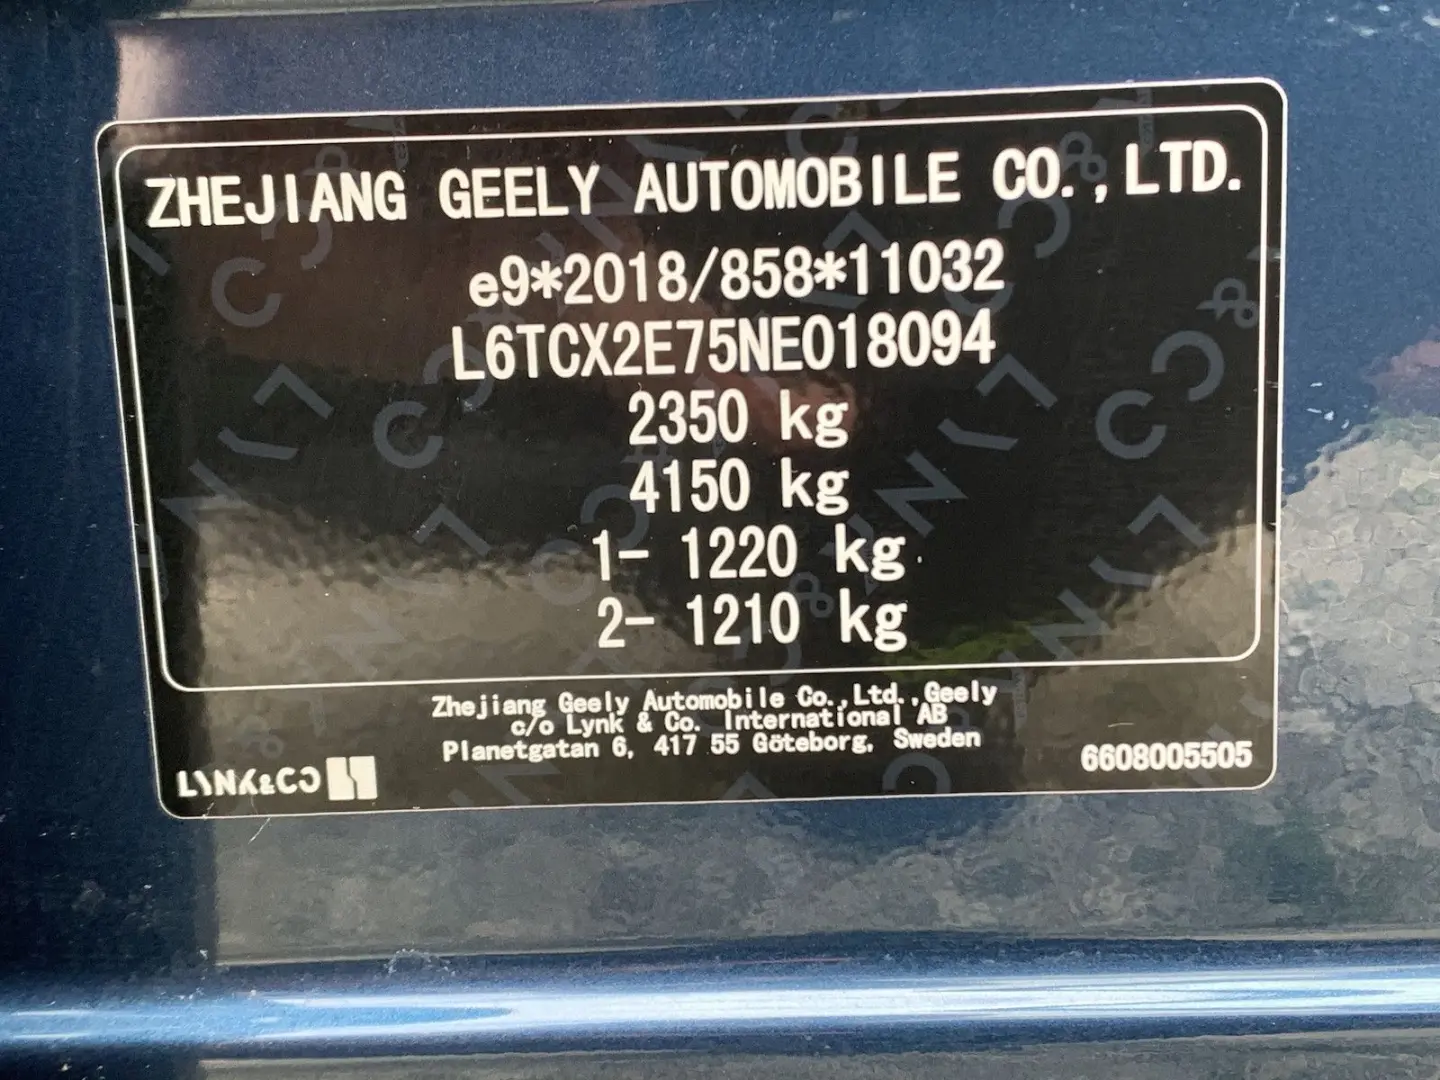 ZHEJIANG GEELY AUTOMOBILE CO.,LTD.
e9*2018/858*11032
L6TCX2E75NE018094
2350 kg
4150 kg
1- 1220 kg
2- 1210 kg
Zhejiang Geely Automobile Co.,Ltd.,Geely
c/o Lynk & Co. International AB
Planetgatan 6, 417 55 Göteborg, Sweden
LYNK&CO
6608005505